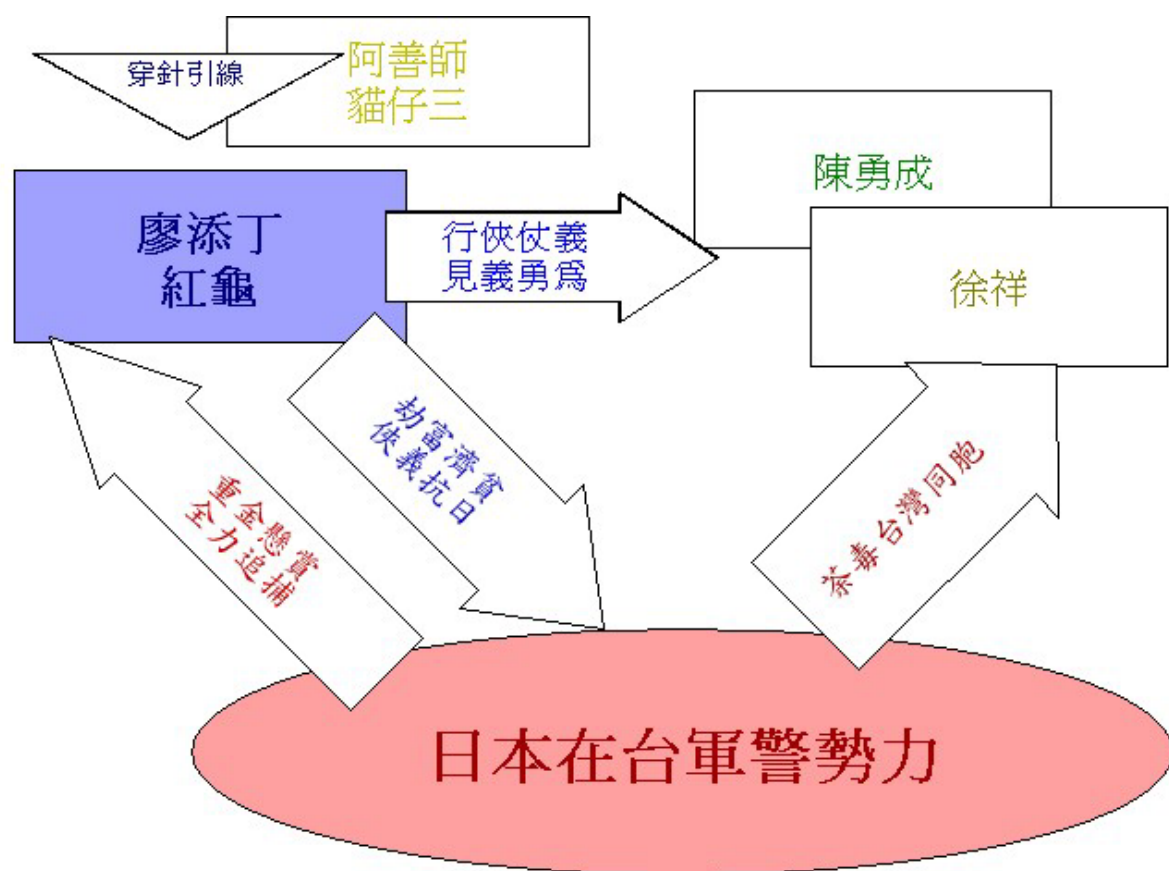 穿針引線
阿善師
貓仔三
陳勇成
廖添丁
紅龜
行俠仗義
見義勇為
徐祥
劫富濟貧
俠義抗日
重金懸賞
全力追捕
荼毒台灣同胞
日本在台軍警勢力